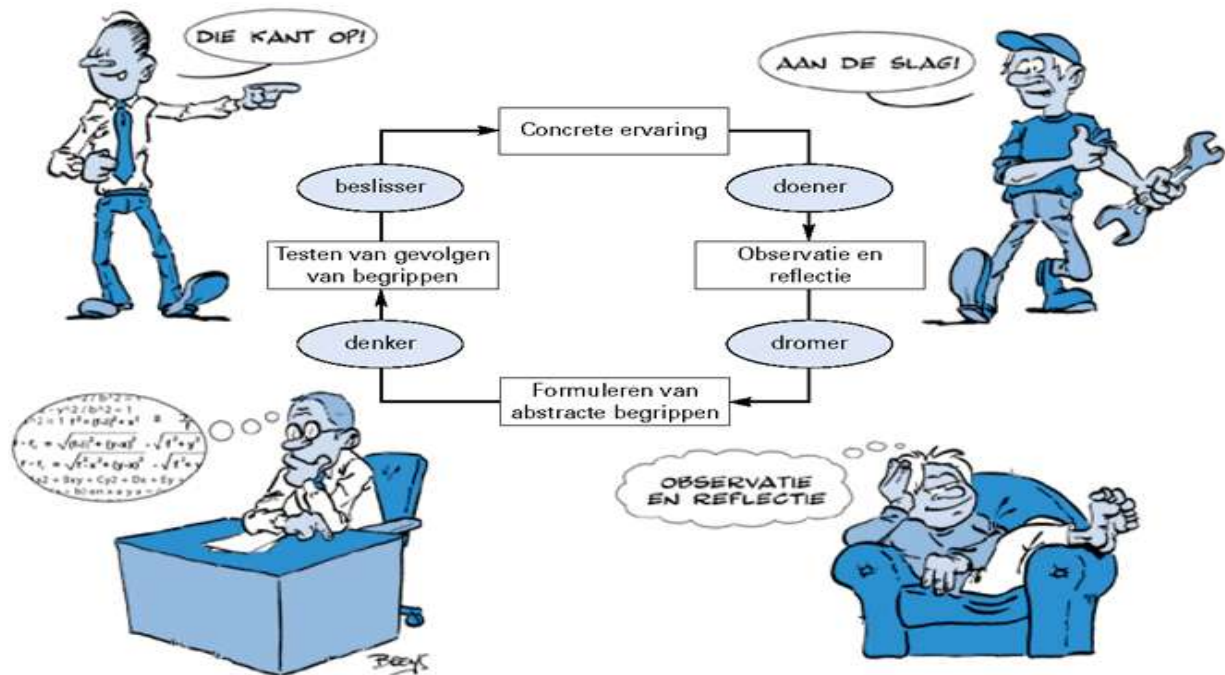 DIE KANT OP!
AAN DE SLAG!
Concrete ervaring
beslisser
doener
Testen van gevolgen
van begrippen
Observatie en
reflectie
denker
dromer
Formuleren van
abstracte begrippen
OBSERVATIE
EN REFLECTIE